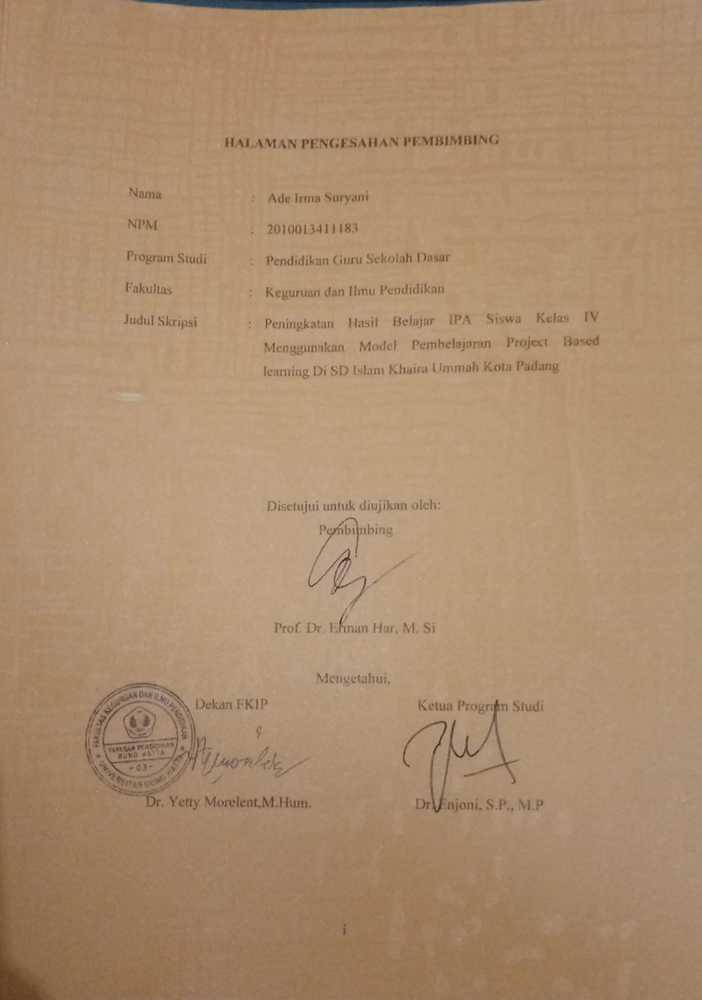 HALAMAN PENGESAHAN PEMBIMBING
Nama : Ade Irma Suryani
NPM : 2010013411183
Program Studi : Pendidikan Guru Sekolah Dasar
Fakultas : Keguruan dan Ilmu Pendidikan
Judul Skripsi : Peningkatan Hasil Belajar IPA Siswa Kelas IV
Menggunakan Model Pembelajaran Project Based
learning Di SD Islam Khaira Ummah Kota Padang
Disetujui untuk diujikan oleh:
Pembimbing
Prof. Dr. Erman Har, M. Si
Mengetahui,
Dekan FKIP Ketua Program Studi
FAKULTAS KEGURUAN DAN ILMU PENDIDIKAN
YAYASAN PENDIDIKAN
BUNG HATTA
-03-
UNIVERSITAS BUNG HATTA
Dr. Yetty Morelent,M.Hum. Dr. Enjoni, S.P., M.P
i